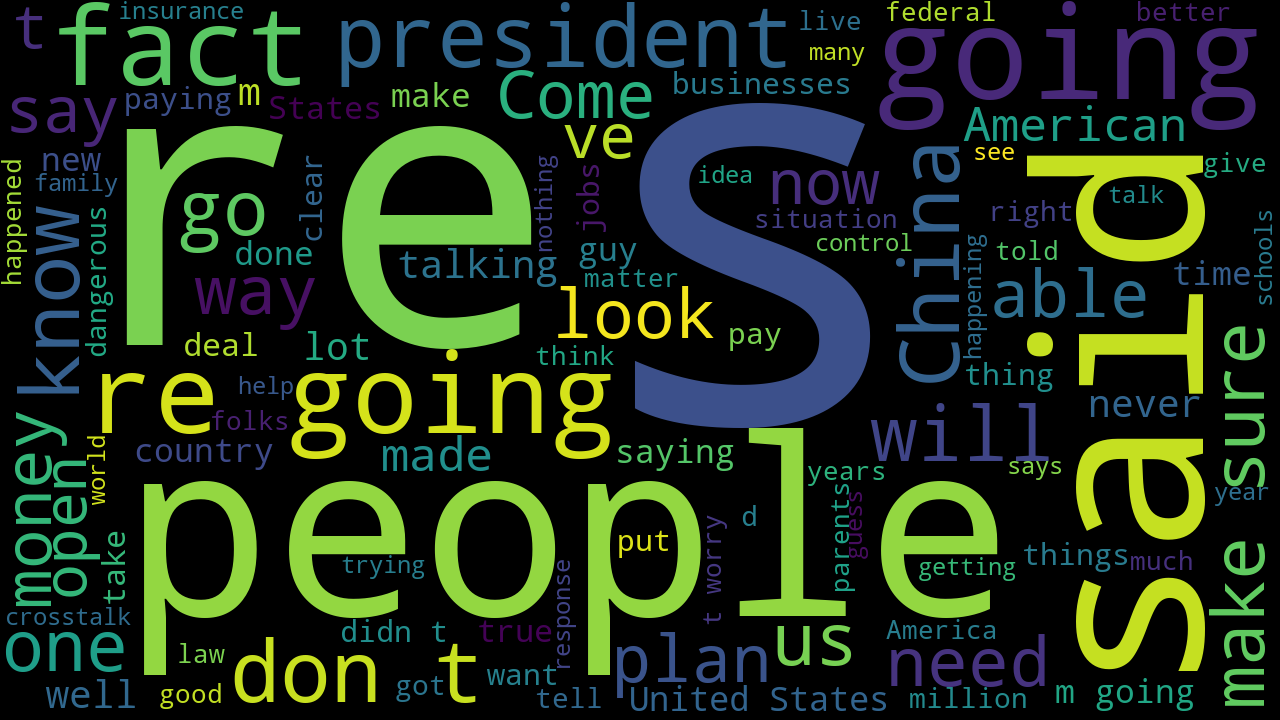 insurance
t
fact
president
live
many
federal
better
going
say
paying
m
States
make
Come
businesses
ve
American
see
give
new
family
happened
dangerous
know
go
clear
done
way
re
s
talking
nothing
jobs
guy
matter
idea
now
situation
control
china
right
talk
told
able
time
schools
happening
thing
said
look
pay
think
deal
lot
re going
help
folks
country
made
saying
will
never
sure
make
years
says
year
money
open
world
take
people
put
d
t worry
parents
guess
things
much
getting
trying
response
crosstalk
one
law
well
good
don t
didn t
true
got
want
tell
plan
us
United States
America
need
million
m going